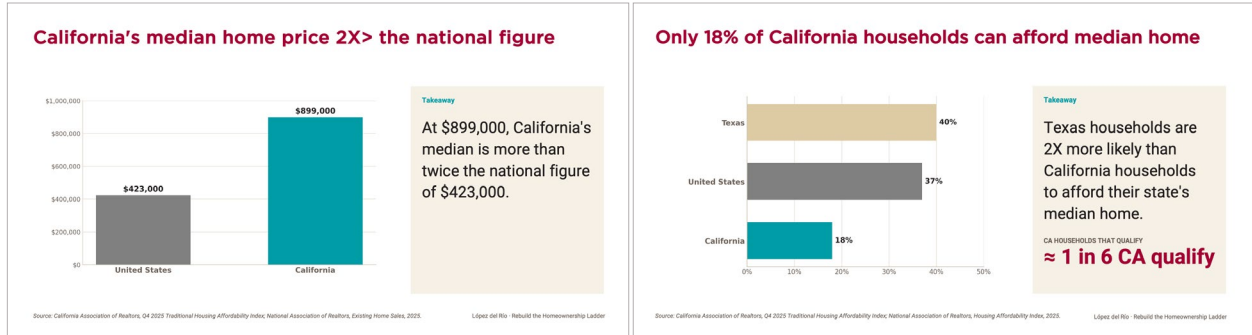 California's median home price 2X> the national figure
$1,000,000
$800,000
$600,000
$400,000
$200,000
$0
$423,000
$899,000
United States
California
Takeaway
At $899,000, California's
median is more than
twice the national figure
of $423,000.
Source: California Association of Realtors, Q4 2025 Traditional Housing Affordability Index; National Association of Realtors, Existing Home Sales, 2025.
López del Río · Rebuild the Homeownership Ladder
Only 18% of California households can afford median home
Texas
40%
United States
37%
California
18%
0%
10%
20%
30%
40%
50%
Takeaway
Texas households are
2X more likely than
California households
to afford their state's
median home.
CA HOUSEHOLDS THAT QUALIFY
≈ 1 in 6 CA qualify
Source: California Association of Realtors, Q4 2025 Traditional Housing Affordability Index; National Association of Realtors, Housing Affordability Index, 2025.
López del Río · Rebuild the Homeownership Ladder